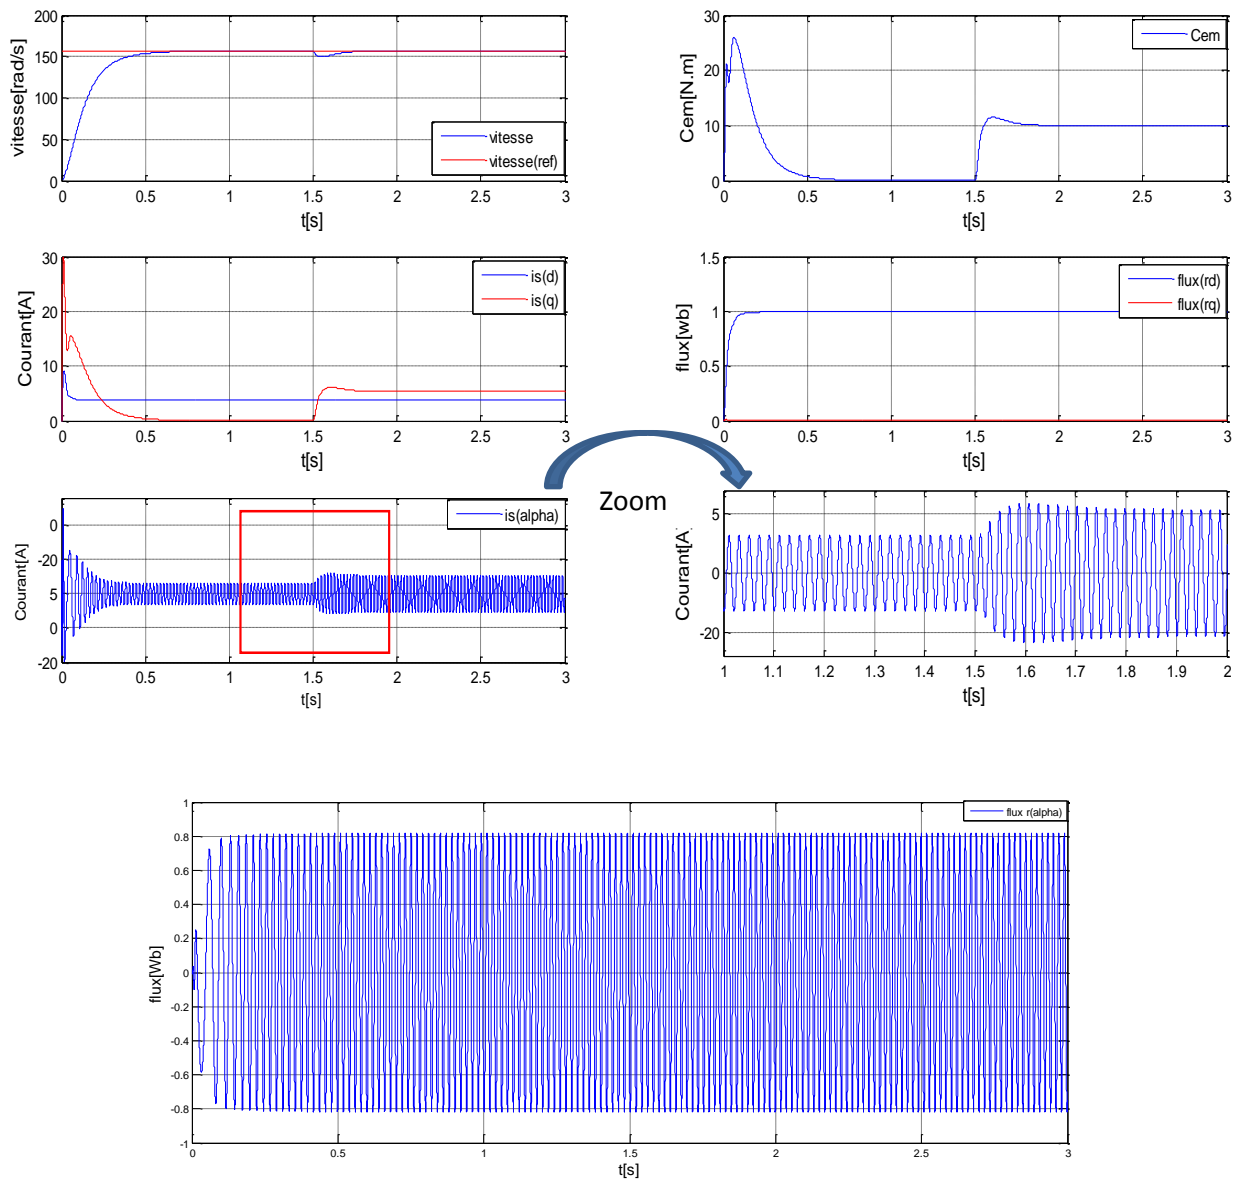 vitesse[rad/s]
200
150
100
50
0
0 0.5 1 1.5 2 2.5 3
t[s]
vitesse
vitesse(ref)
Cem[N.m]
30
20
10
0
0 0.5 1 1.5 2 2.5 3
t[s]
Cem
Courant[A]
30
20
10
0
0 0.5 1 1.5 2 2.5 3
t[s]
is(d)
is(q)
flux[wb]
1.5
1
0.5
0
0 0.5 1 1.5 2 2.5 3
t[s]
flux(rd)
flux(rq)
Courant[A]
0
-20
5
0
-20
0 0.5 1 1.5 2 2.5 3
t[s]
is(alpha)
Zoom
Courant[A
5
0
-20
1 1.1 1.2 1.3 1.4 1.5 1.6 1.7 1.8 1.9 2
t[s]
flux[Wb]
1
0.8
0.6
0.4
0.2
0
-0.2
-0.4
-0.6
-0.8
-1
0 0.5 1 1.5 2 2.5 3
t[s]
flux r(alpha)